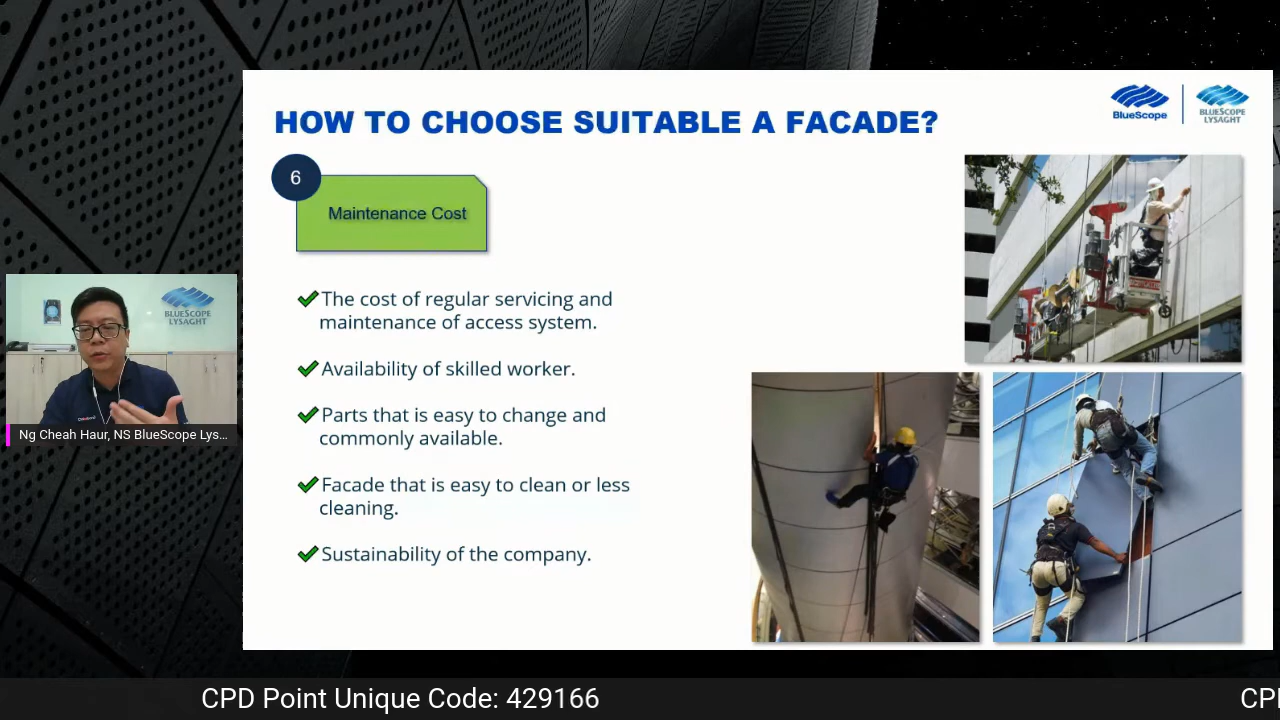 HOW TO CHOOSE SUITABLE A FACADE?
BlueScope
BLUESCOPE
LYSAGHT
6
Maintenance Cost
The cost of regular servicing and
maintenance of access system.
Availability of skilled worker.
Parts that is easy to change and
commonly available.
Facade that is easy to clean or less
cleaning.
Sustainability of the company.
BLUESCOPE
LYSAGHT
Ng Cheah Haur, NS BlueScope Lys...
CPD Point Unique Code: 429166
CPD